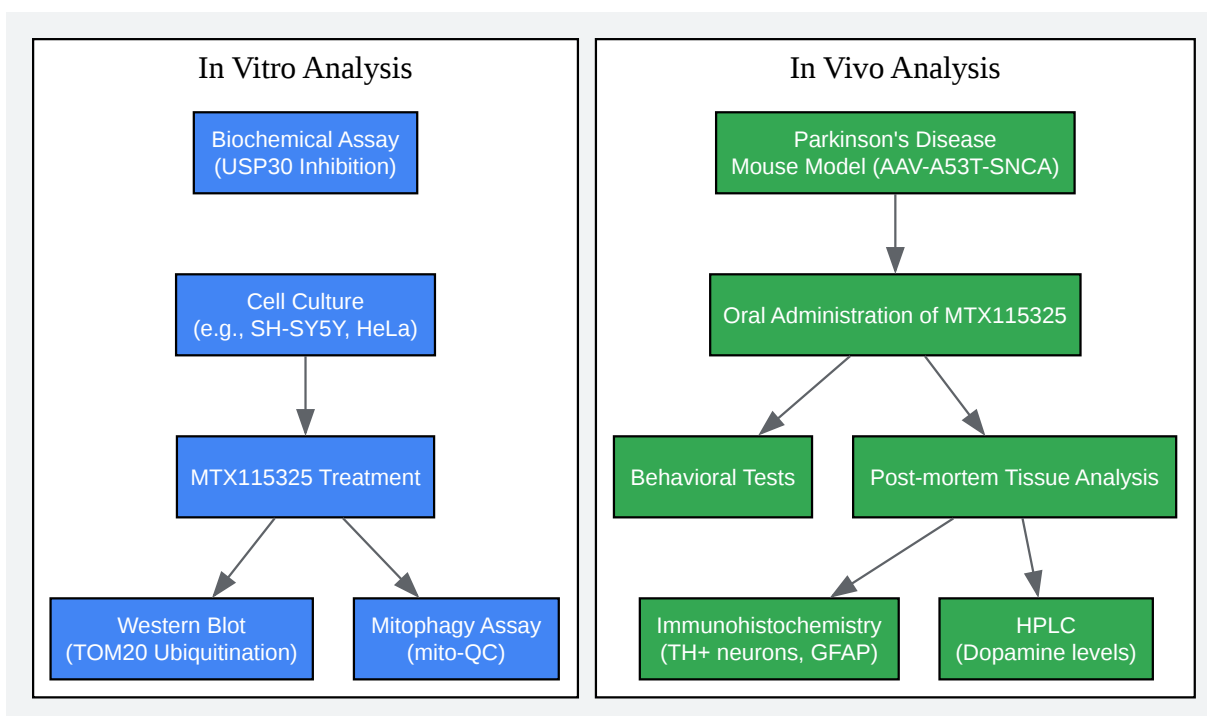 In Vitro Analysis
Biochemical Assay
(USP30 Inhibition)
Cell Culture
(e.g., SH-SY5Y, HeLa)
MTX115325 Treatment
Western Blot
(TOM20 Ubiquitination)
Mitophagy Assay
(mito-QC)
In Vivo Analysis
Parkinson's Disease
Mouse Model (AAV-A53T-SNCA)
Oral Administration of MTX115325
Behavioral Tests
Post-mortem Tissue Analysis
Immunohistochemistry
(TH+ neurons, GFAP)
HPLC
(Dopamine levels)